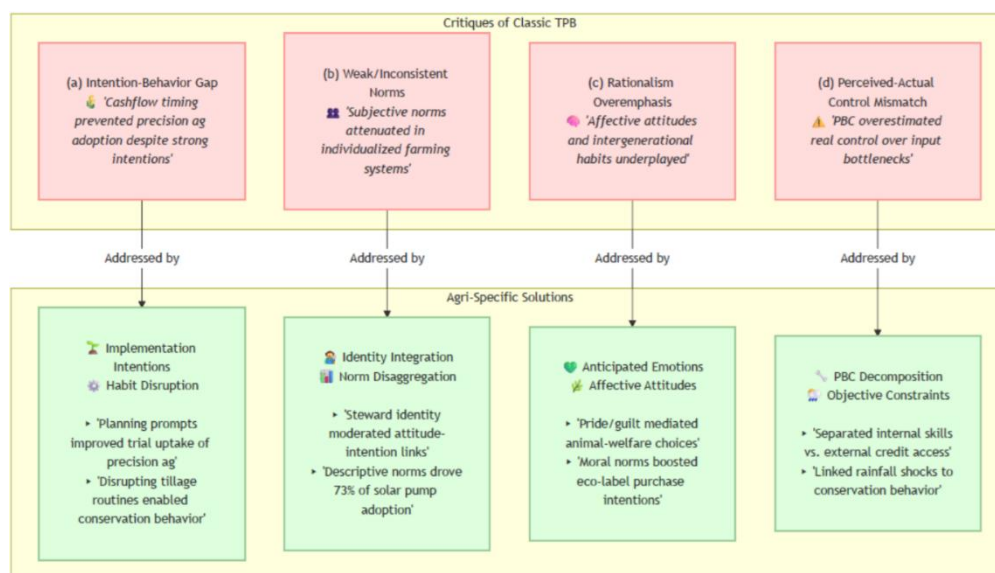 Critiques of Classic TPB
(a) Intention-Behavior Gap
'Cashflow timing
prevented precision ag
adoption despite strong
intentions'
(b) Weak/Inconsistent
Norms
'Subjective norms
attenuated in
individualized farming
systems'
(c) Rationalism
Overemphasis
'Affective attitudes
and intergenerational
habits underplayed'
(d) Perceived-Actual
Control Mismatch
'PBC overestimated
real control over input
bottlenecks'
Addressed by
Addressed by
Addressed by
Addressed by
Agri-Specific Solutions
Implementation
Intentions
Habit Disruption
▸ 'Planning prompts
improved trial uptake of
precision ag'
▸ 'Disrupting tillage
routines enabled
conservation behavior'
Identity Integration
Norm Disaggregation
▸ 'Steward identity
moderated attitude-
intention links'
▸ 'Descriptive norms drove
73% of solar pump
adoption'
Anticipated Emotions
Affective Attitudes
▸ 'Pride/guilt mediated
animal-welfare choices'
▸ 'Moral norms boosted
eco-label purchase
intentions'
PBC Decomposition
Objective Constraints
▸ 'Separated internal skills
vs. external credit access'
▸ 'Linked rainfall shocks to
conservation behavior'